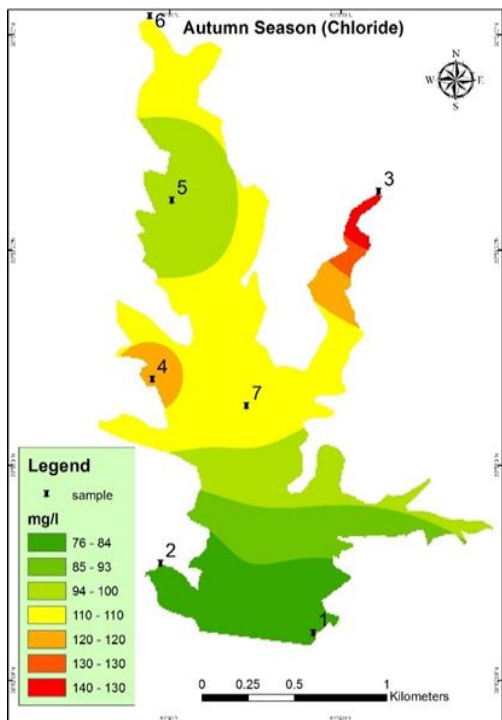 Autumn Season (Chloride)
N
W E
S
6
5
3
4
7
2
1
Legend
sample
mg/l
76 - 84
85 - 93
94 - 100
110 - 110
120 - 120
130 - 130
140 - 130
0 0.25 0.5 1
Kilometers